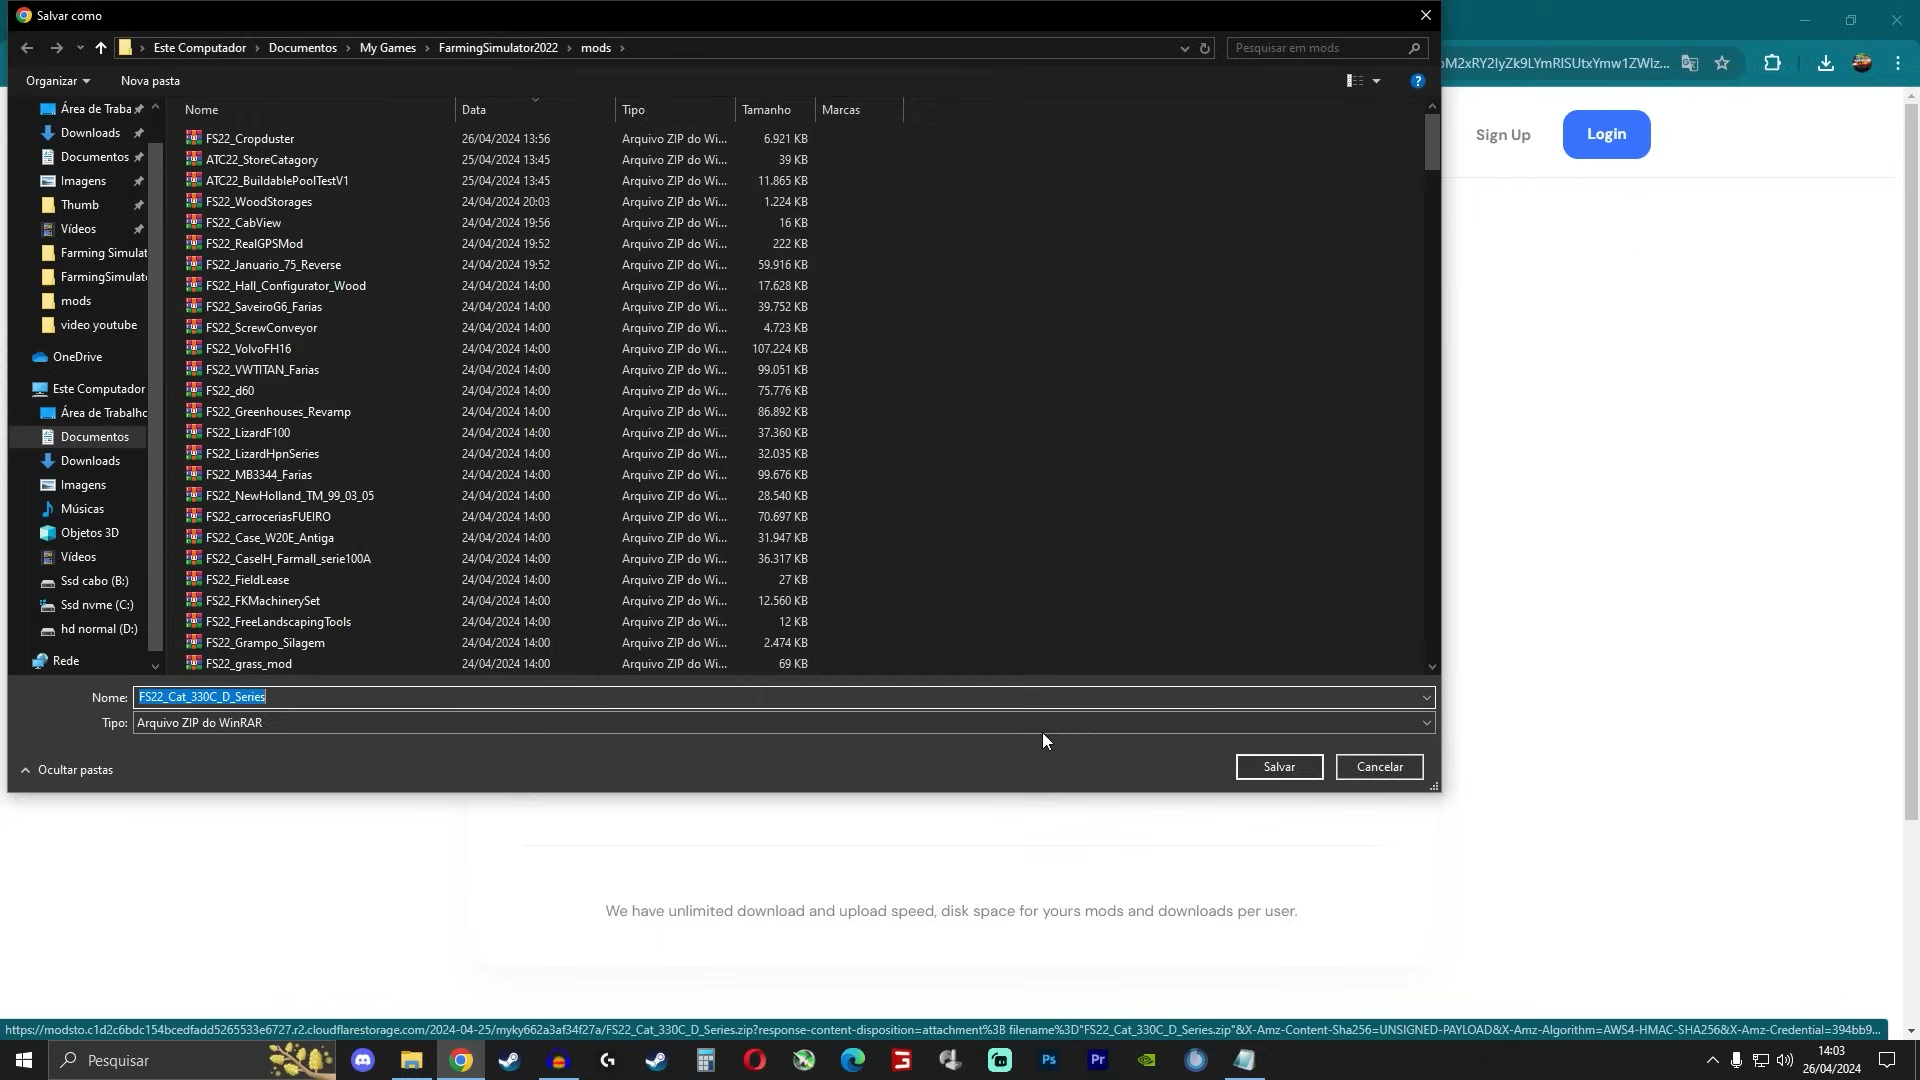 Salvar como
Este Computador > Documentos > My Games > FarmingSimulator2022 > mods >
Pesquisar em mods
Organizar
Nova pasta
Nome Data Tipo Tamanho Marcas
FS22_Cropduster 26/04/2024 13:56 Arquivo ZIP do Wi... 6.921 KB
ATC22_StoreCatagory 25/04/2024 13:45 Arquivo ZIP do Wi... 39 KB
ATC22_BuildablePoolTestV1 25/04/2024 13:45 Arquivo ZIP do Wi... 11.865 KB
FS22_WoodStorages 24/04/2024 20:03 Arquivo ZIP do Wi... 1.224 KB
FS22_CabView 24/04/2024 19:56 Arquivo ZIP do Wi... 16 KB
FS22_RealGPSMod 24/04/2024 19:52 Arquivo ZIP do Wi... 222 KB
FS22_Januario_75_Reverse 24/04/2024 19:52 Arquivo ZIP do Wi... 59.916 KB
FS22_Hall_Configurator_Wood 24/04/2024 14:00 Arquivo ZIP do Wi... 17.628 KB
FS22_SaveiroG6_Farias 24/04/2024 14:00 Arquivo ZIP do Wi... 39.752 KB
FS22_ScrewConveyor 24/04/2024 14:00 Arquivo ZIP do Wi... 4.723 KB
FS22_VolvoFH16 24/04/2024 14:00 Arquivo ZIP do Wi... 107.224 KB
FS22_VWTITAN_Farias 24/04/2024 14:00 Arquivo ZIP do Wi... 99.051 KB
FS22_d60 24/04/2024 14:00 Arquivo ZIP do Wi... 75.776 KB
FS22_Greenhouses_Revamp 24/04/2024 14:00 Arquivo ZIP do Wi... 86.892 KB
FS22_LizardF100 24/04/2024 14:00 Arquivo ZIP do Wi... 37.360 KB
FS22_LizardHpnSeries 24/04/2024 14:00 Arquivo ZIP do Wi... 32.035 KB
FS22_MB3344_Farias 24/04/2024 14:00 Arquivo ZIP do Wi... 99.676 KB
FS22_NewHolland_TM_99_03_05 24/04/2024 14:00 Arquivo ZIP do Wi... 28.540 KB
FS22_carroceriasFUEIRO 24/04/2024 14:00 Arquivo ZIP do Wi... 70.697 KB
FS22_Case_W20E_Antiga 24/04/2024 14:00 Arquivo ZIP do Wi... 31.947 KB
FS22_CaseIH_Farmall_serie100A 24/04/2024 14:00 Arquivo ZIP do Wi... 36.317 KB
FS22_FieldLease 24/04/2024 14:00 Arquivo ZIP do Wi... 27 KB
FS22_FKMachinerySet 24/04/2024 14:00 Arquivo ZIP do Wi... 12.560 KB
FS22_FreeLandscapingTools 24/04/2024 14:00 Arquivo ZIP do Wi... 12 KB
FS22_Grampo_Silagem 24/04/2024 14:00 Arquivo ZIP do Wi... 2.474 KB
FS22_grass_mod 24/04/2024 14:00 Arquivo ZIP do Wi... 69 KB
Área de Traba
Downloads
Documentos
Imagens
Thumb
Vídeos
Farming Simulat
FarmingSimulat
mods
video youtube
OneDrive
Este Computador
Área de Trabalho
Documentos
Downloads
Imagens
Músicas
Objetos 3D
Vídeos
Ssd cabo (B:)
Ssd nvme (C:)
hd normal (D:)
Rede
Nome: FS22_Cat_330C_D_Series
Tipo: Arquivo ZIP do WinRAR
Ocultar pastas
Salvar
Cancelar
Sign Up
Login
We have unlimited download and upload speed, disk space for yours mods and downloads per user.
Pesquisar
Ps
Pr
14:03
26/04/2024